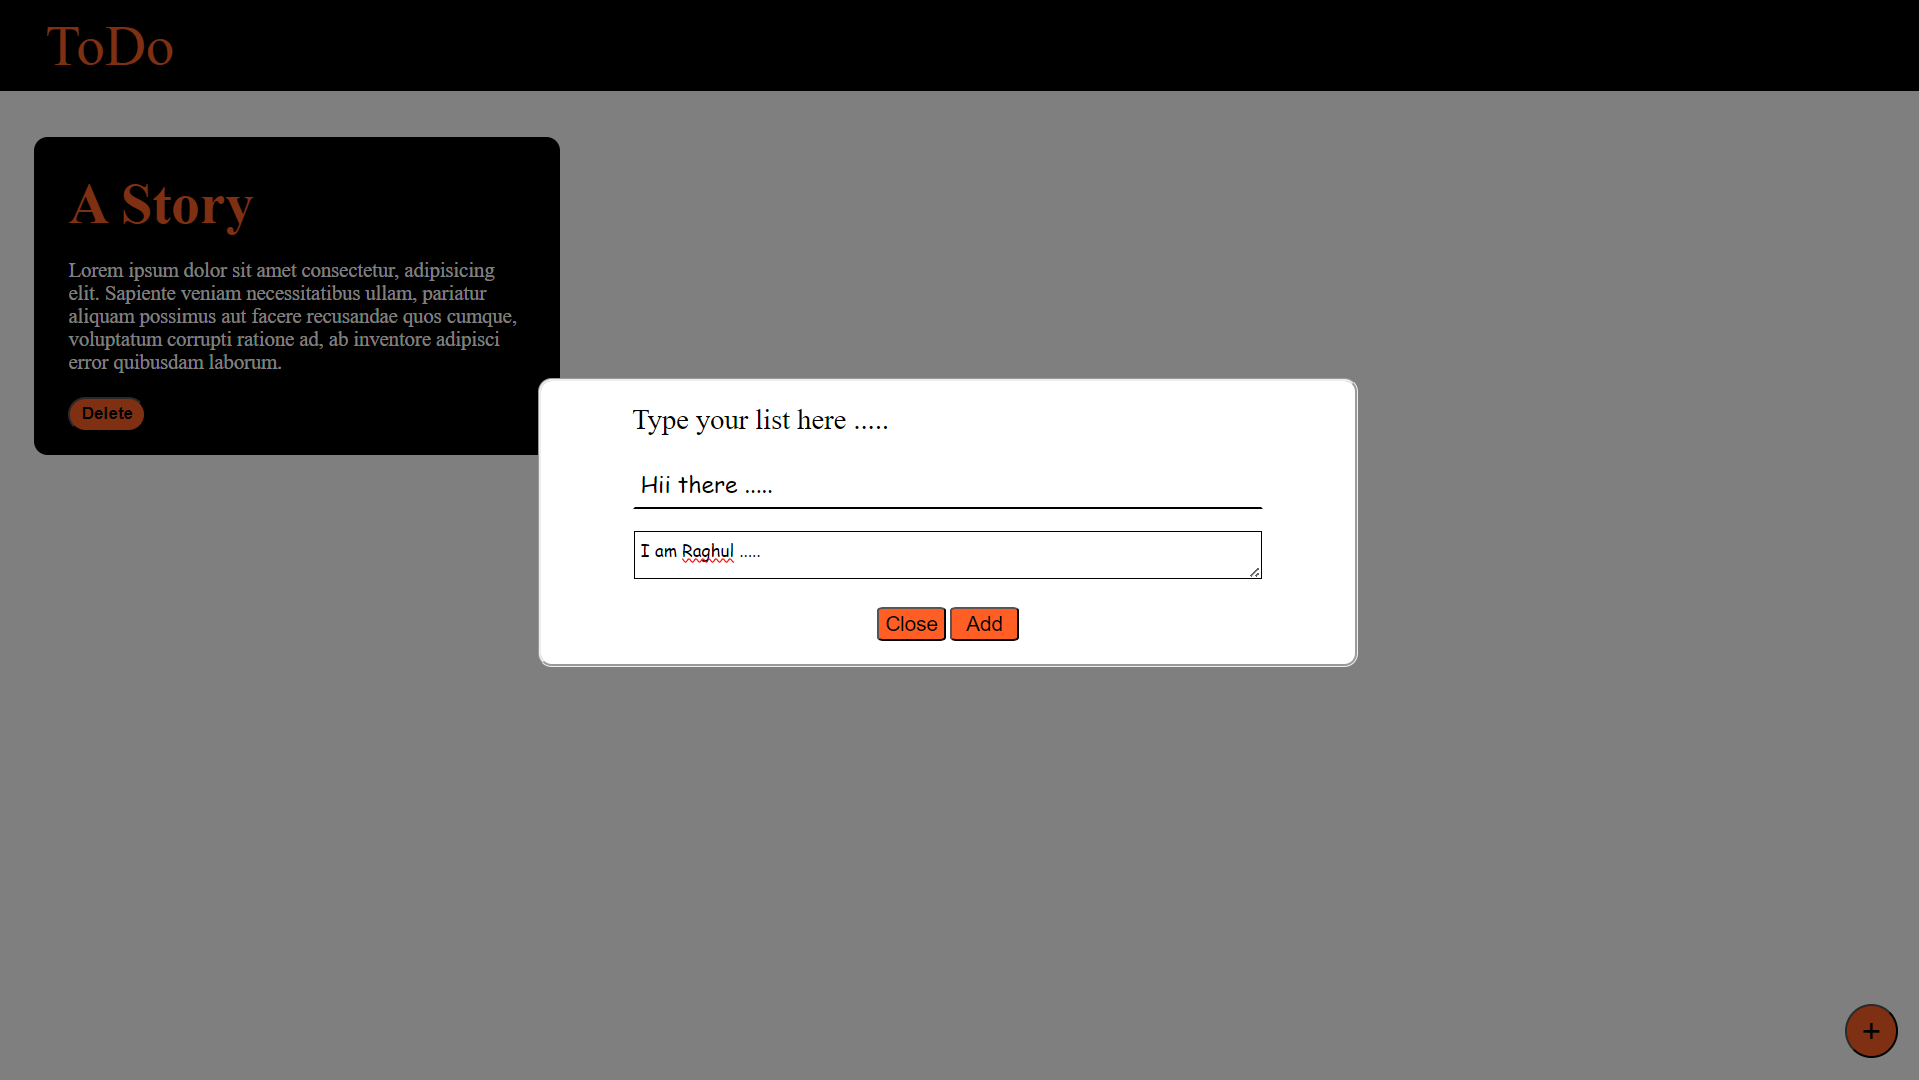 ToDo
A Story
Lorem ipsum dolor sit amet consectetur, adipisicing
elit. Sapiente veniam necessitatibus ullam, pariatur
aliquam possimus aut facere recusandae quos cumque,
voluptatum corrupti ratione ad, ab inventore adipisci
error quibusdam laborum.
Delete
Type your list here .....
Hii there .....
I am Raghul .....
Close Add
+